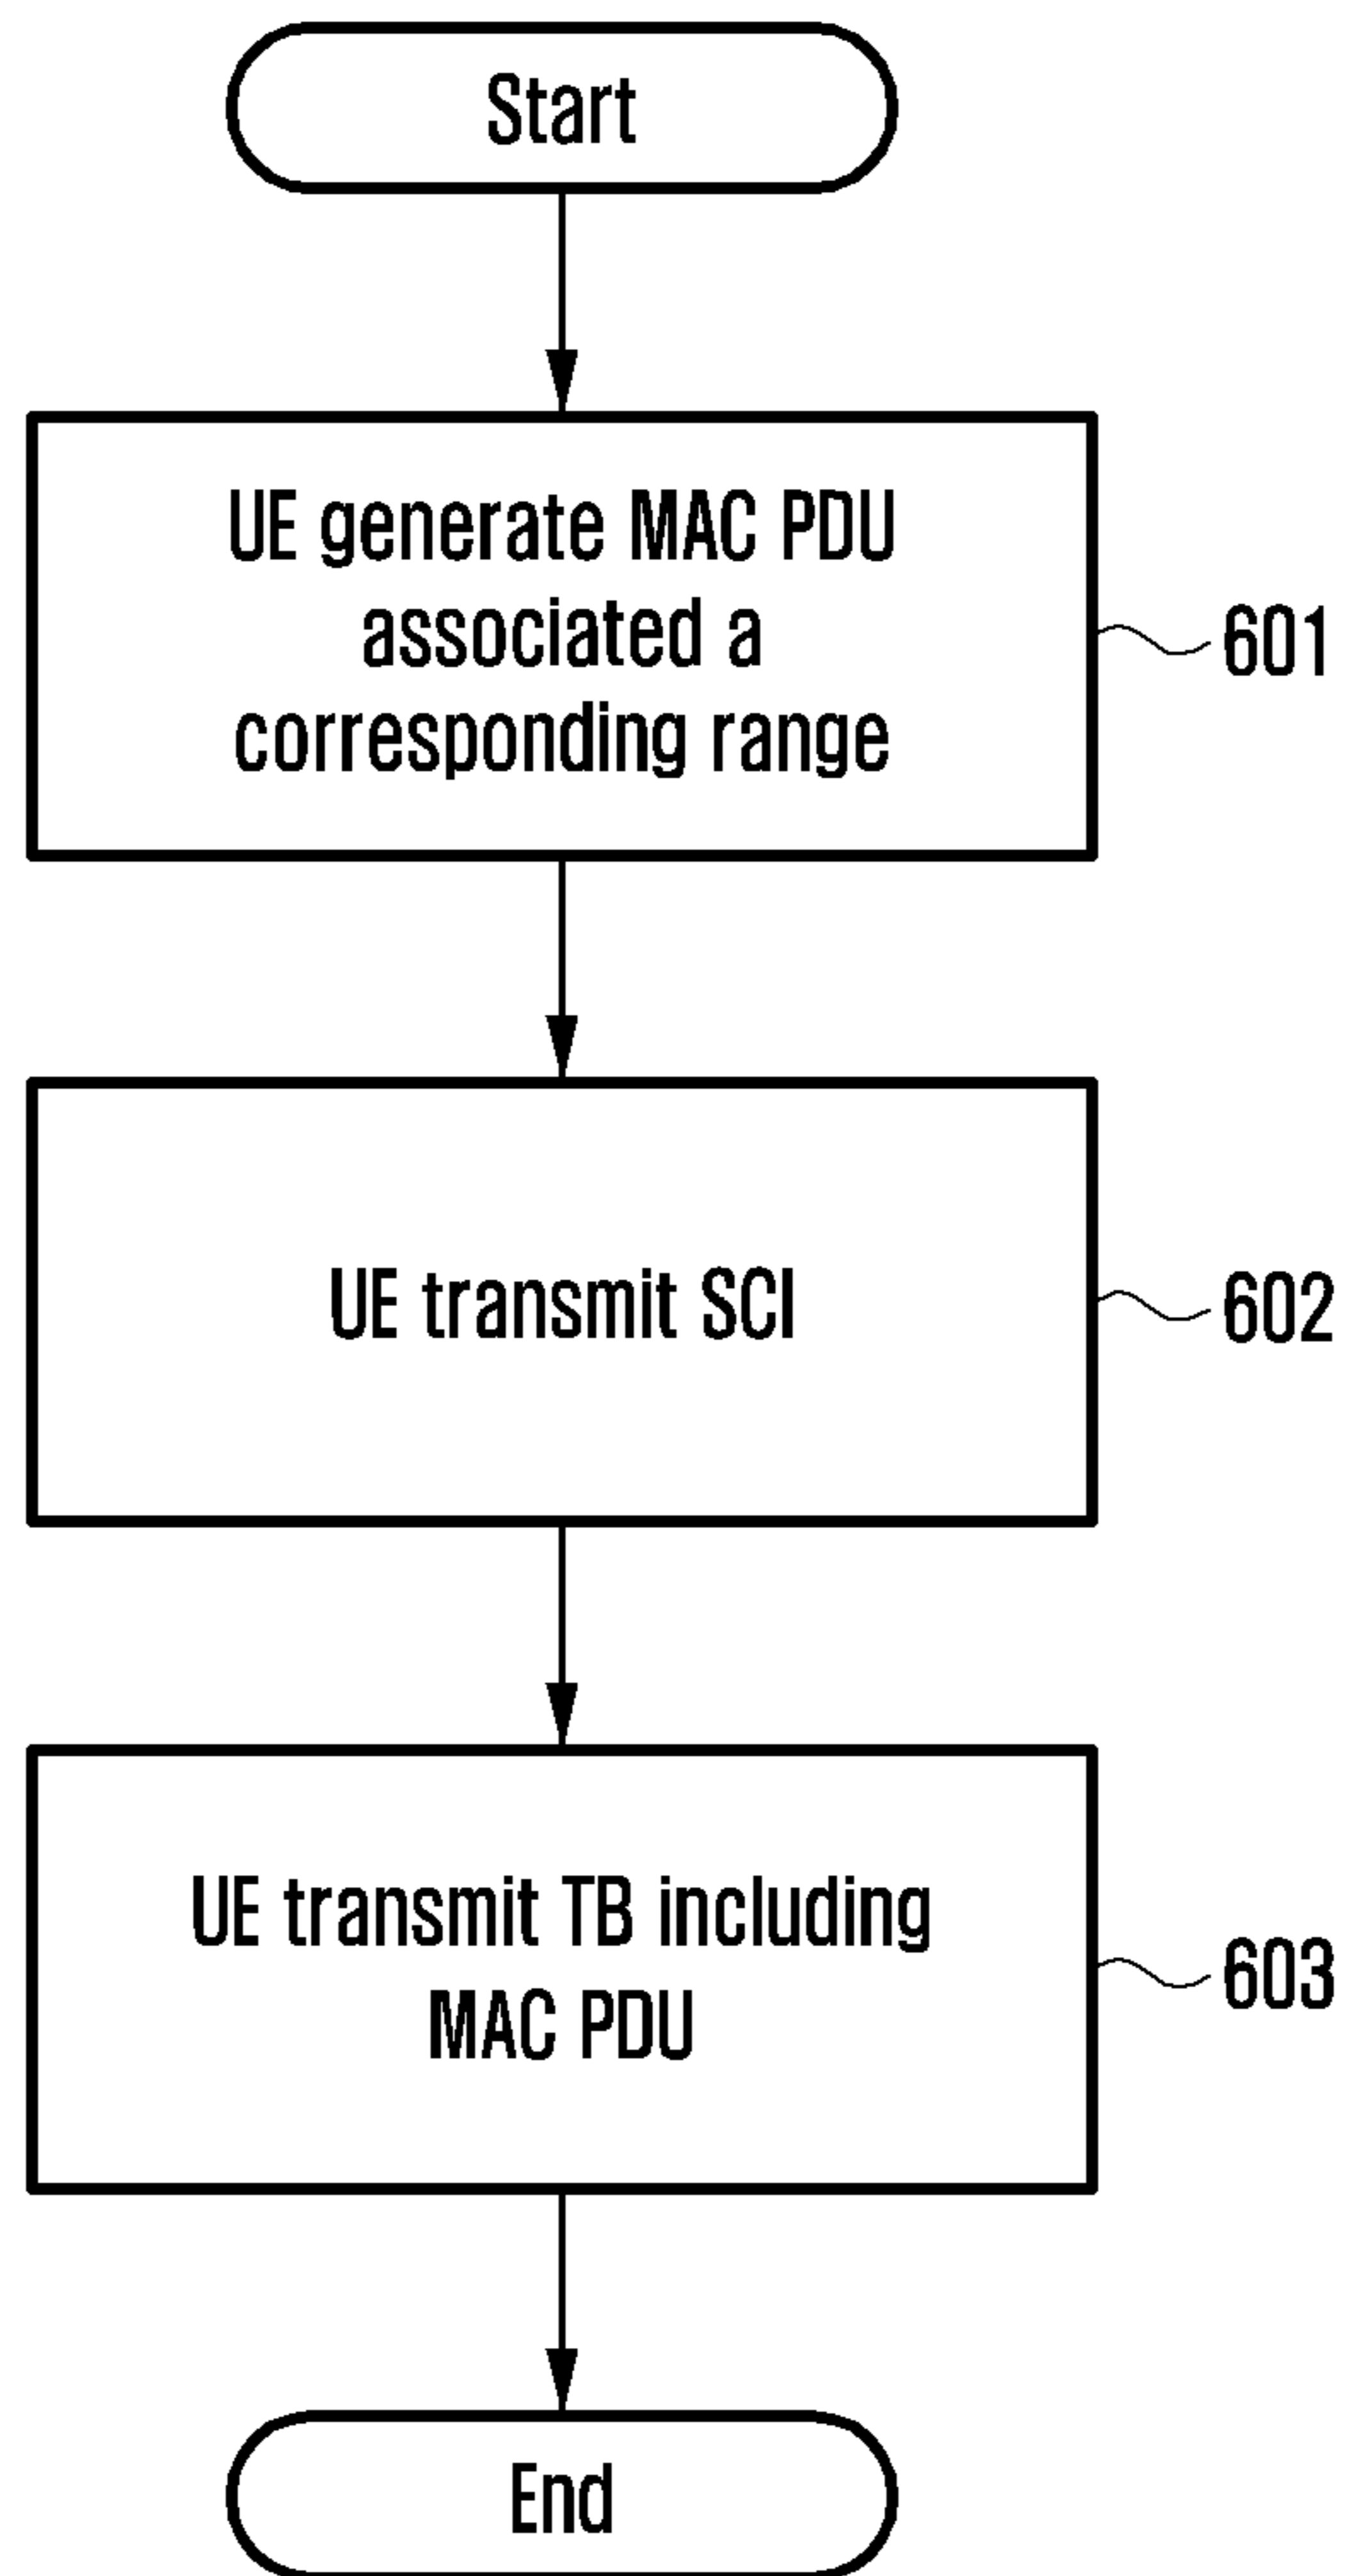 Start
UE generate MAC PDU
associated a
corresponding range
601
UE transmit SCI
602
UE transmit TB including
MAC PDU
603
End